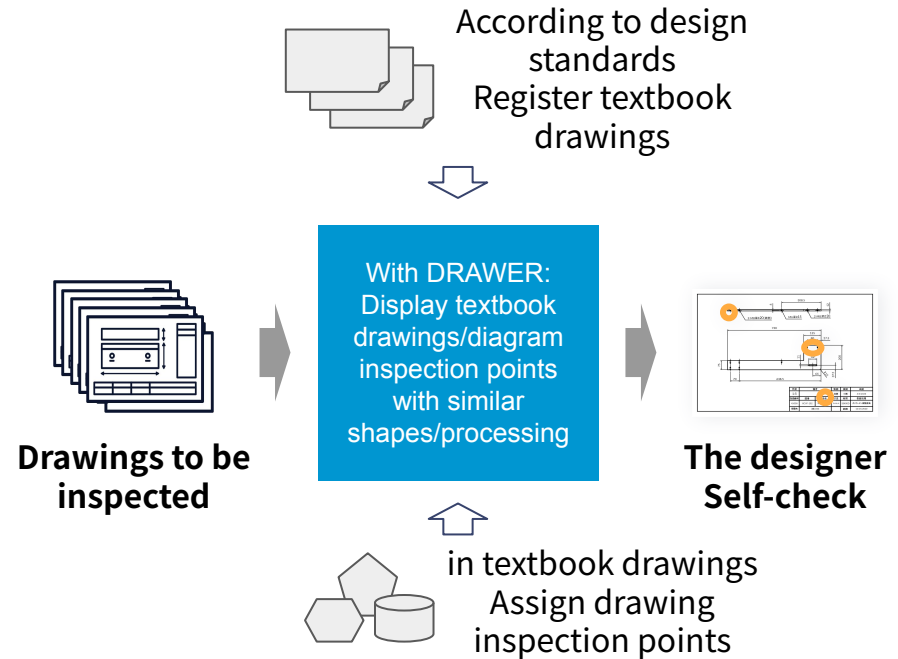 According to design
standards
Register textbook
drawings
With DRAWER:
Display textbook
drawings/diagram
inspection points
with similar
shapes/processing
Drawings to be
inspected
The designer
Self-check
in textbook drawings
Assign drawing
inspection points